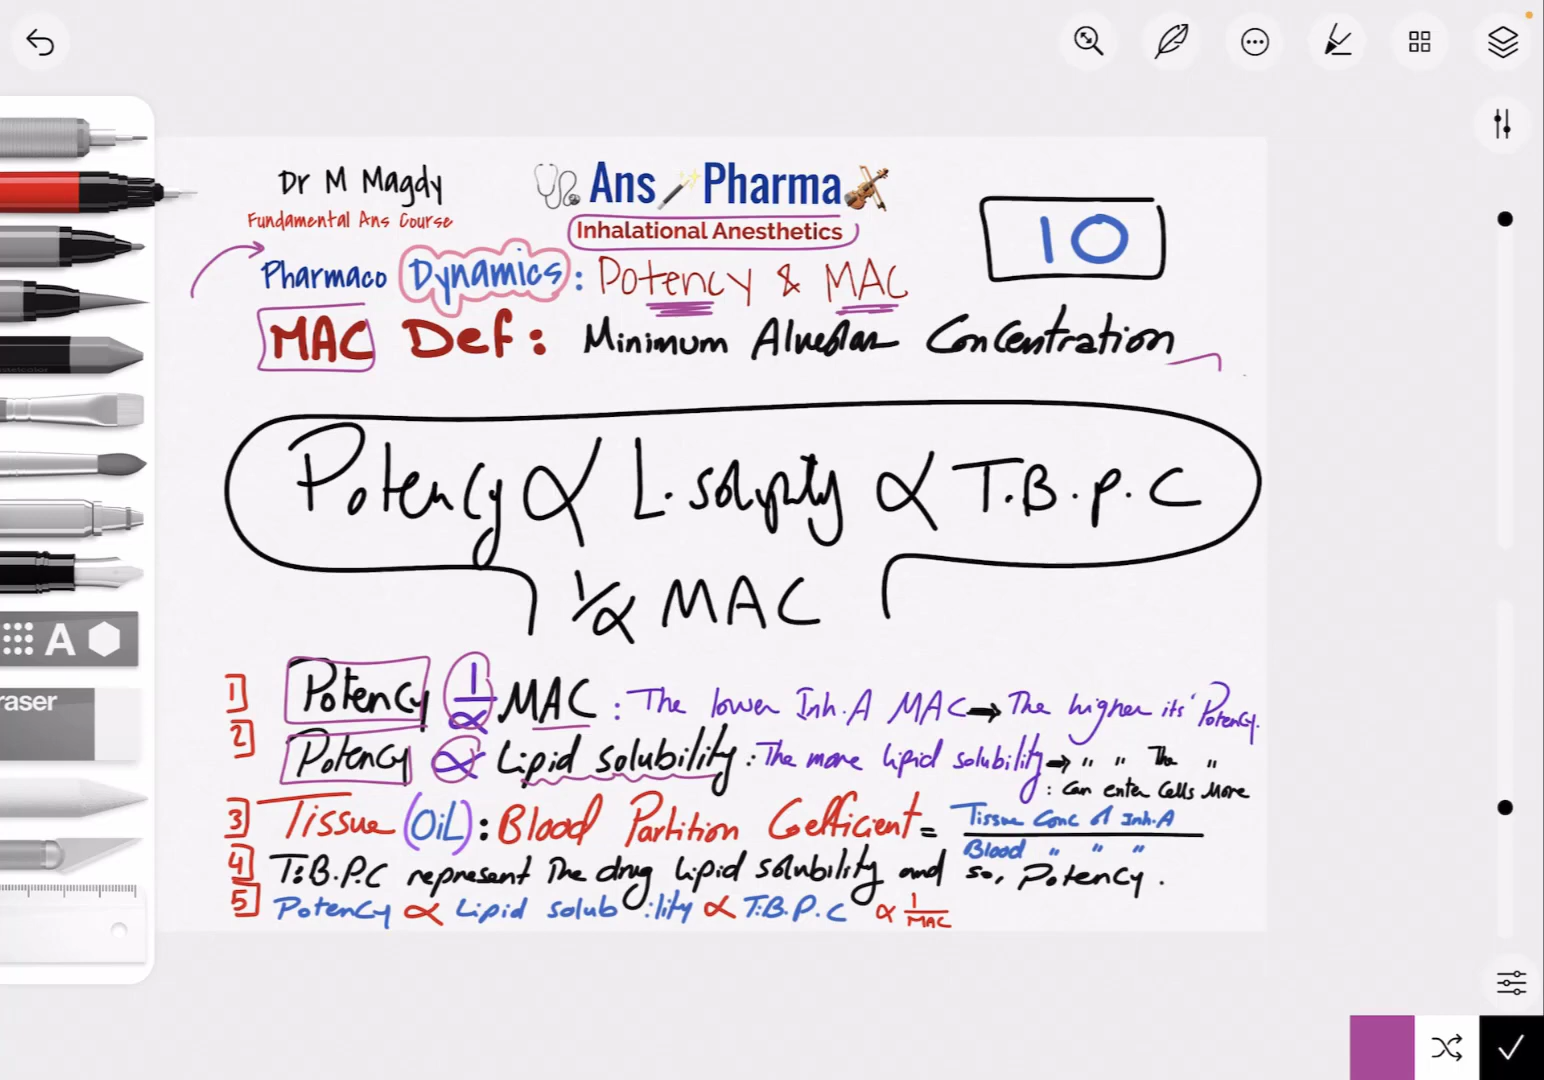 Dr M Magdy
Fundamental Ans Course
Ans Pharma
Inhalational Anesthetics
10
Pharmaco Dynamics : Potency & MAC
MAC Def : Minimum Alveolar Concentration
Potency ∝ L. solubility ∝ T.B.P.C
1/∝ MAC
1 Potency 1/∝ MAC : The lower Inh.A MAC → The higher its Potency.
2 Potency ∝ Lipid solubility : The more lipid solubility → " " The "
: Can enter Cells More
3 Tissue (OiL) : Blood Partition Coefficient = Tissue Conc of Inh.A
Blood " "
4 T:B.P.C represent The drug Lipid solubility and so, Potency.
5 Potency ∝ Lipid solubility ∝ T:B.P.C ∝ 1/MAC
A
raser